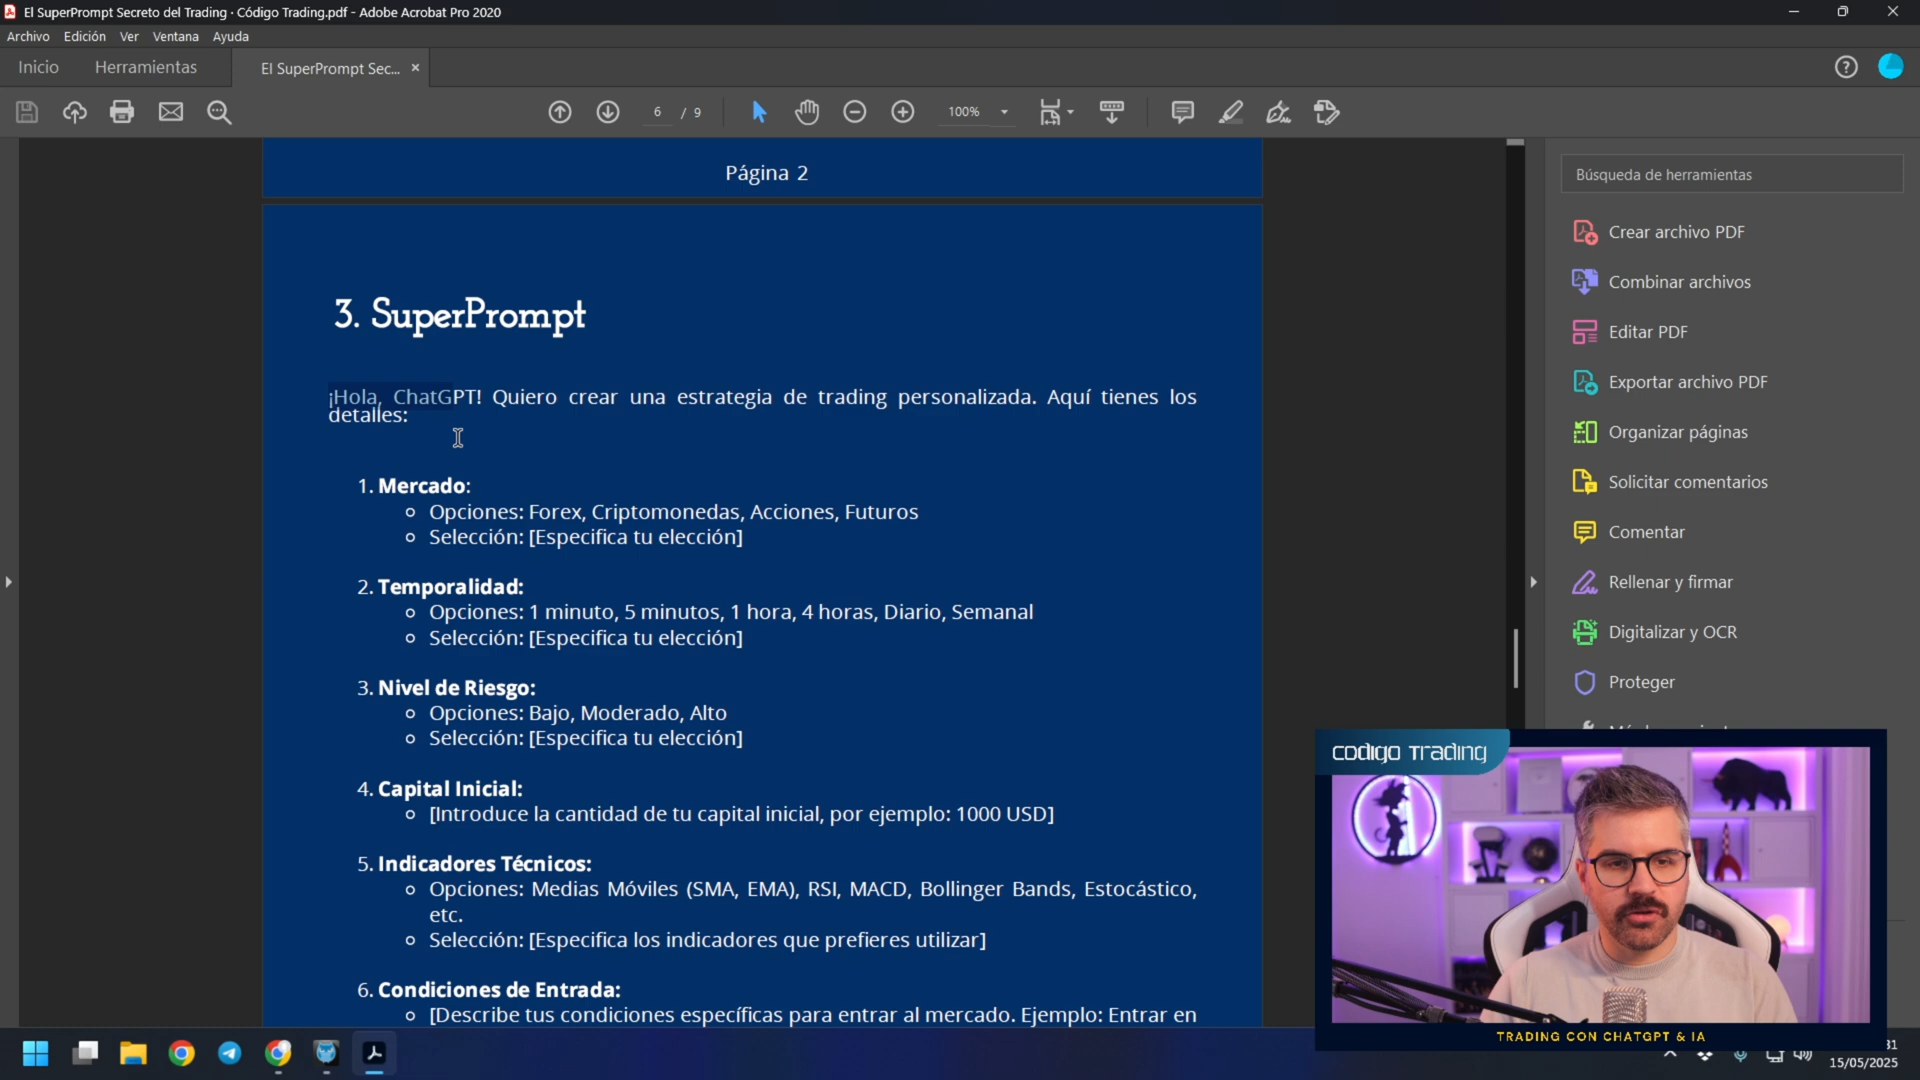 El SuperPrompt Secreto del Trading · Código Trading.pdf - Adobe Acrobat Pro 2020
Archivo Edición Ver Ventana Ayuda
Inicio Herramientas El SuperPrompt Sec... ×
6 / 9 100%
Búsqueda de herramientas
Crear archivo PDF
Combinar archivos
Editar PDF
Exportar archivo PDF
Organizar páginas
Solicitar comentarios
Comentar
Rellenar y firmar
Digitalizar y OCR
Proteger
Página 2
3. SuperPrompt
¡Hola, ChatGPT! Quiero crear una estrategia de trading personalizada. Aquí tienes los
detalles:
1. Mercado:
Opciones: Forex, Criptomonedas, Acciones, Futuros
Selección: [Especifica tu elección]
2. Temporalidad:
Opciones: 1 minuto, 5 minutos, 1 hora, 4 horas, Diario, Semanal
Selección: [Especifica tu elección]
3. Nivel de Riesgo:
Opciones: Bajo, Moderado, Alto
Selección: [Especifica tu elección]
4. Capital Inicial:
[Introduce la cantidad de tu capital inicial, por ejemplo: 1000 USD]
5. Indicadores Técnicos:
Opciones: Medias Móviles (SMA, EMA), RSI, MACD, Bollinger Bands, Estocástico,
etc.
Selección: [Especifica los indicadores que prefieres utilizar]
6. Condiciones de Entrada:
[Describe tus condiciones específicas para entrar al mercado. Ejemplo: Entrar en
codigo Trading
TRADING CON CHATGPT & IA
15/05/2025